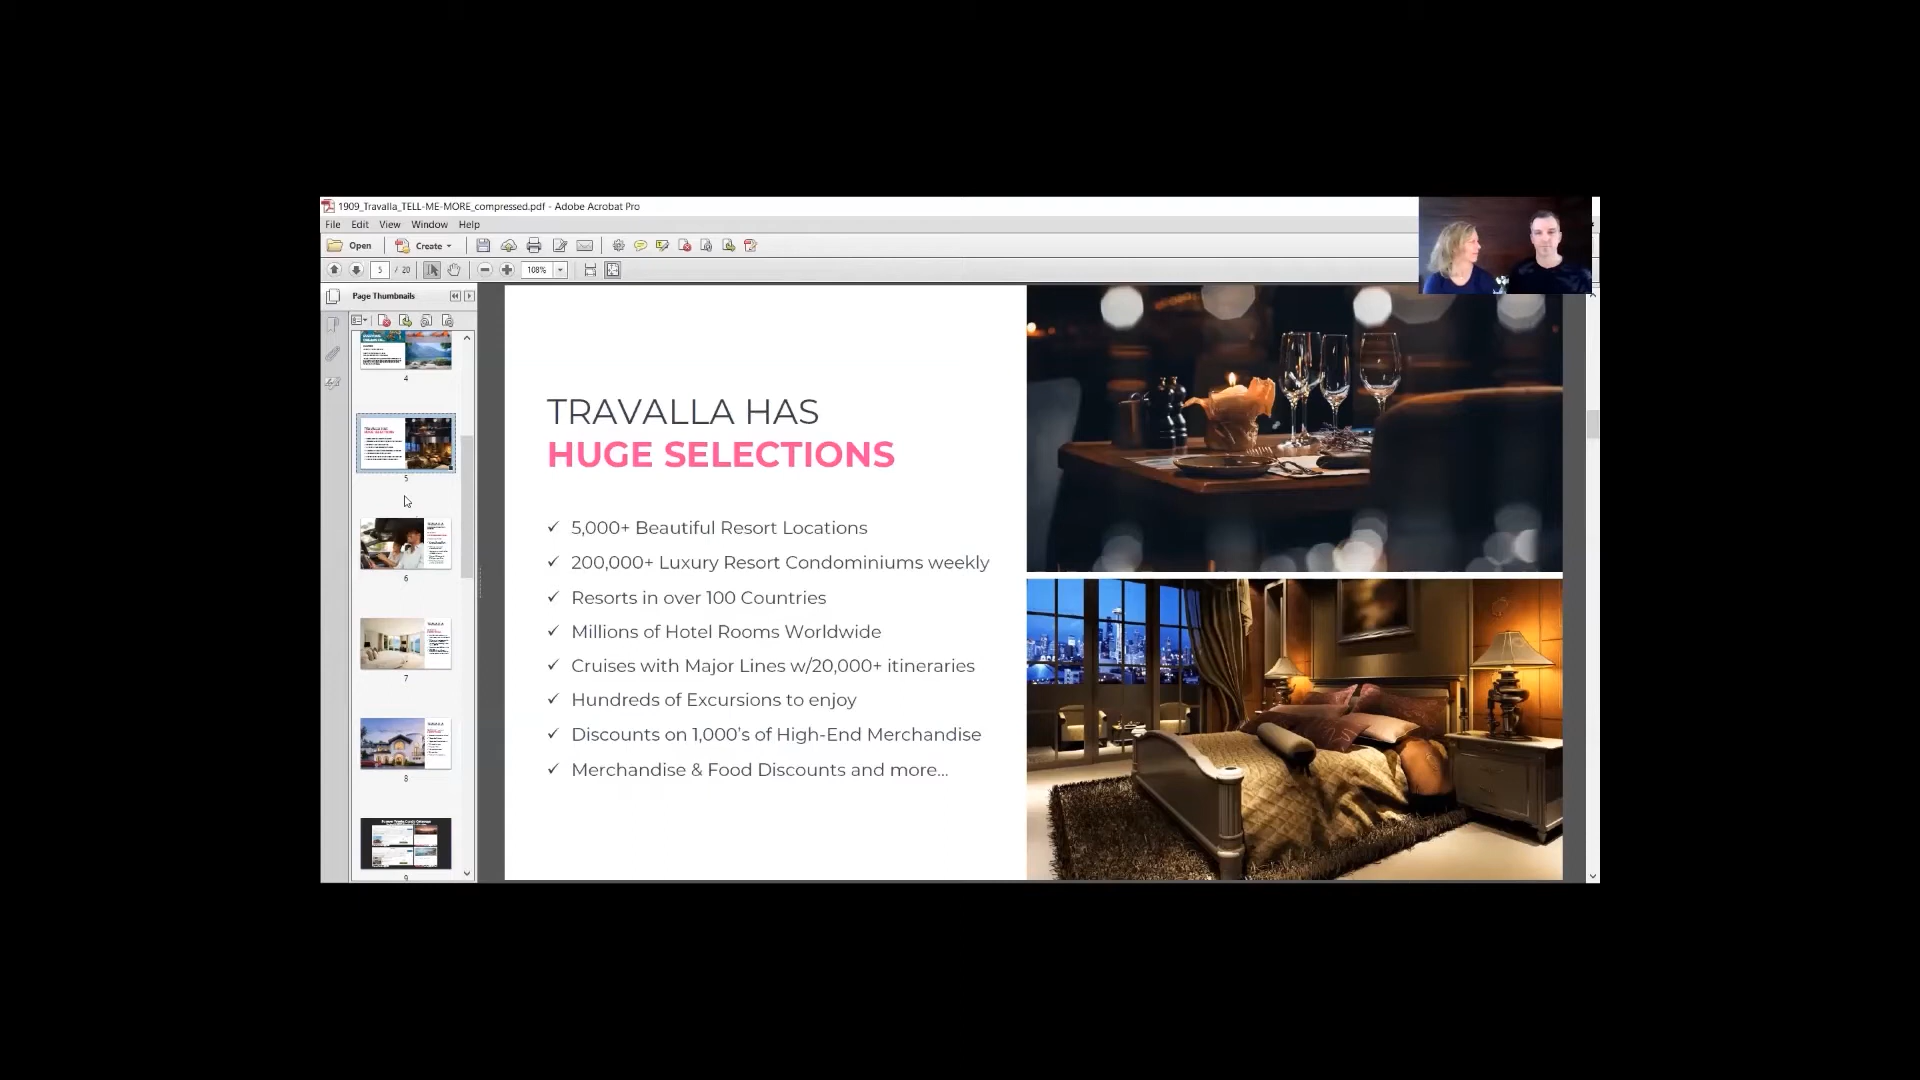 1909_Travalla_TELL-ME-MORE_compressed.pdf - Adobe Acrobat Pro
File Edit View Window Help
Open Create
5 / 20 108%
Page Thumbnails
4
5
6
7
8
9
TRAVALLA HAS
HUGE SELECTIONS
✓ 5,000+ Beautiful Resort Locations
✓ 200,000+ Luxury Resort Condominiums weekly
✓ Resorts in over 100 Countries
✓ Millions of Hotel Rooms Worldwide
✓ Cruises with Major Lines w/20,000+ itineraries
✓ Hundreds of Excursions to enjoy
✓ Discounts on 1,000's of High-End Merchandise
✓ Merchandise & Food Discounts and more...